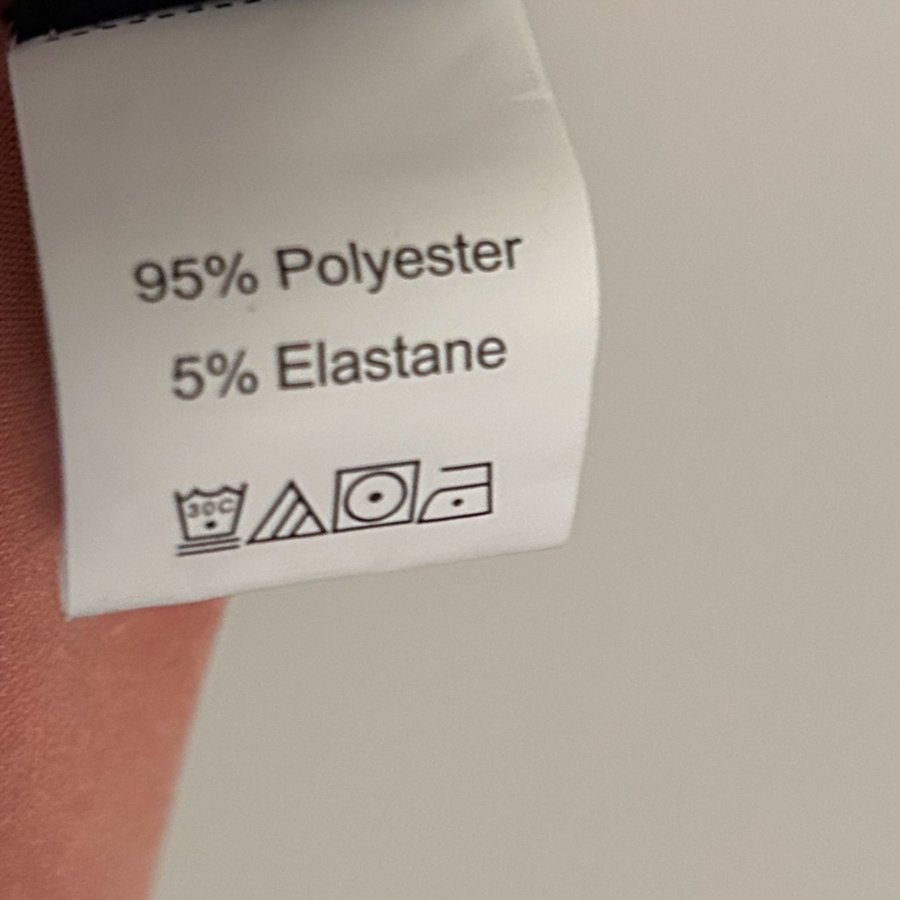 95% Polyester
5% Elastane
30C